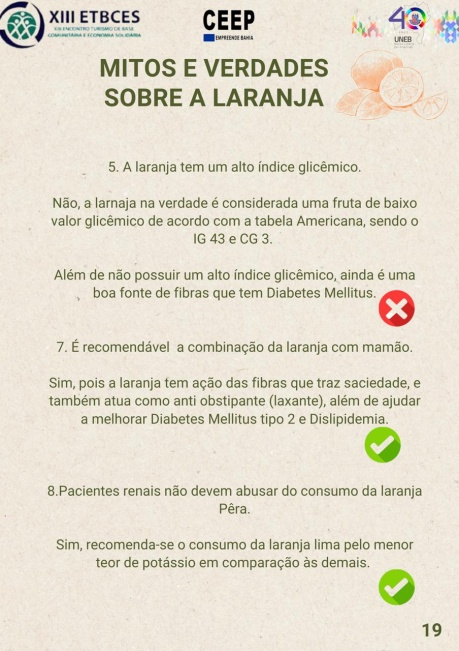 XIII ETBCES
XIII ENCONTRO TURISMO DE BASE
COMUNITÁRIA E ECONOMIA SOLIDÁRIA
CEEP
EMPREENDE BAHIA
40
UNEB
MITOS E VERDADES
SOBRE A LARANJA
5. A laranja tem um alto índice glicêmico.
Não, a larnaja na verdade é considerada uma fruta de baixo
valor glicêmico de acordo com a tabela Americana, sendo o
IG 43 e CG 3.
Além de não possuir um alto índice glicêmico, ainda é uma
boa fonte de fibras que tem Diabetes Mellitus.
7. É recomendável a combinação da laranja com mamão.
Sim, pois a laranja tem ação das fibras que traz saciedade, e
também atua como anti obstipante (laxante), além de ajudar
a melhorar Diabetes Mellitus tipo 2 e Dislipidemia.
8.Pacientes renais não devem abusar do consumo da laranja
Pêra.
Sim, recomenda-se o consumo da laranja lima pelo menor
teor de potássio em comparação às demais.
19